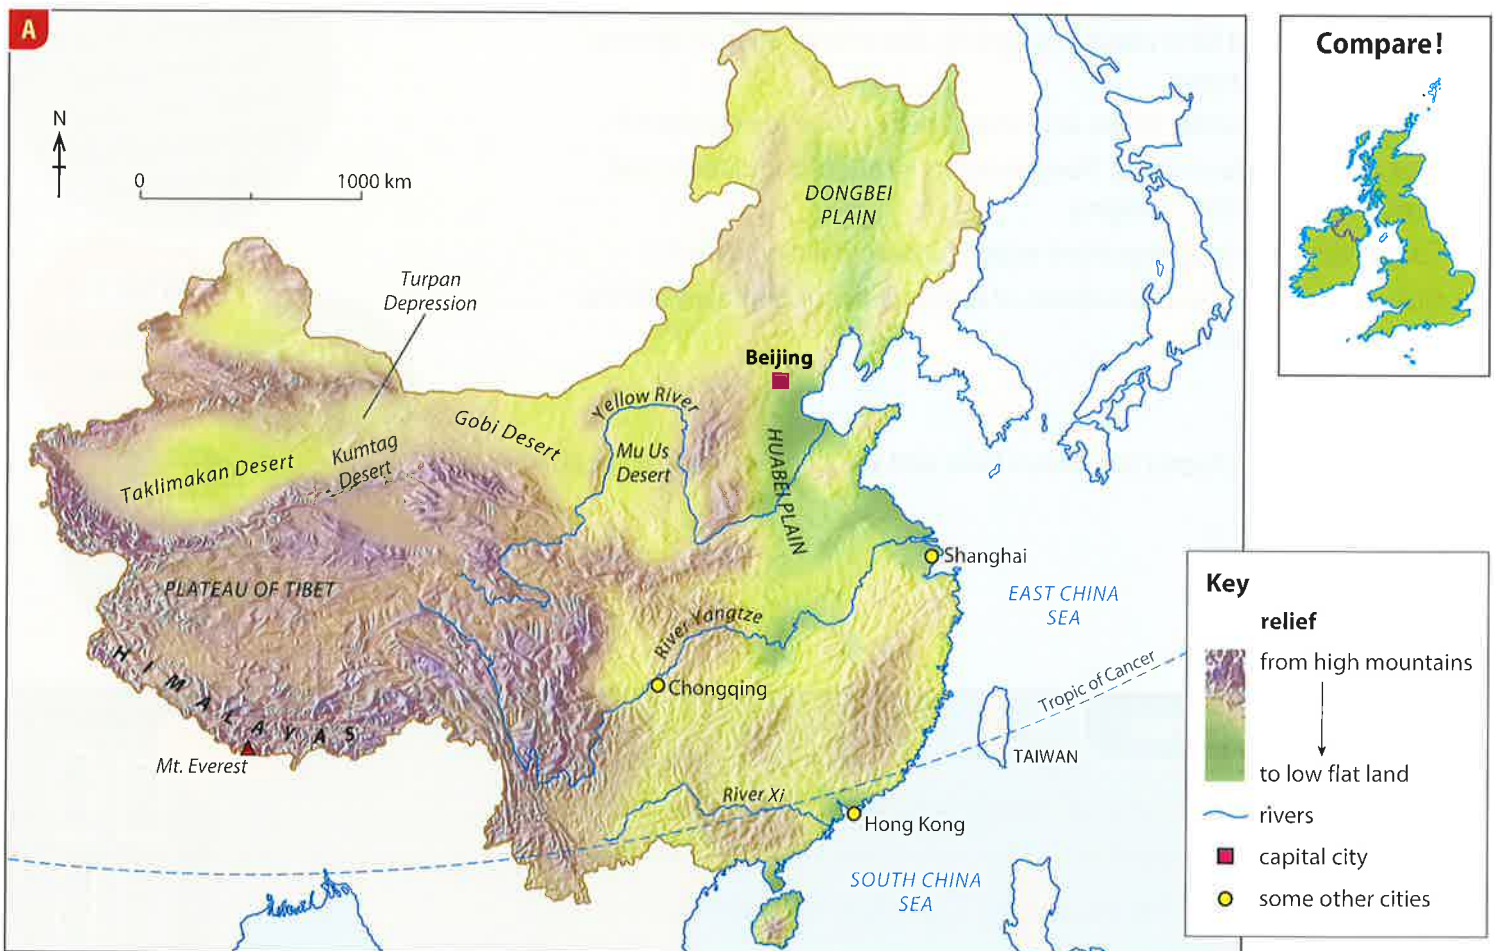 A
N
0
1000 km
Compare!
DONGBEI
PLAIN
Turpan
Depression
Beijing
Yellow River
Gobi Desert
Mu Us
Desert
Kumtag
Desert
Taklimakan Desert
HUABEI PLAIN
Shanghai
PLATEAU OF TIBET
EAST CHINA
SEA
River Yangtze
HIMALAYAS
Chongqing
Tropic of Cancer
Mt. Everest
TAIWAN
River Xi
Hong Kong
SOUTH CHINA
SEA
Key
relief
from high mountains
to low flat land
rivers
capital city
some other cities